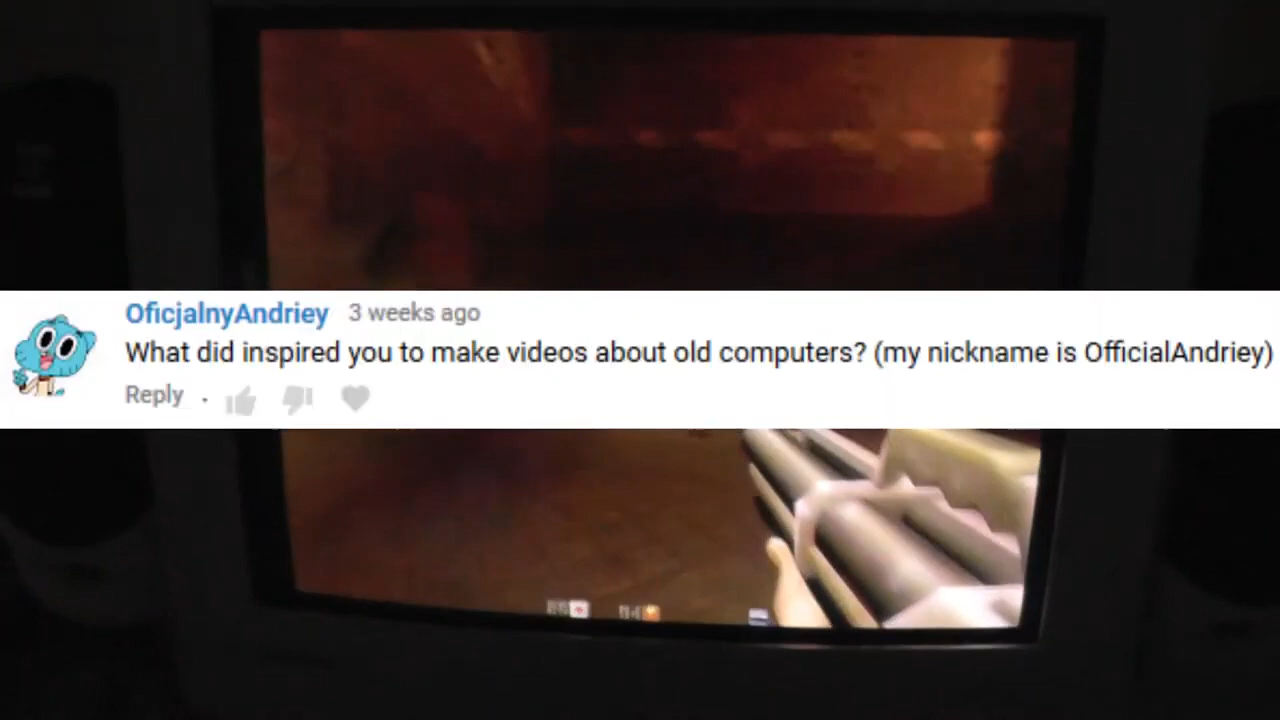 OficjalnyAndriey 3 weeks ago
What did inspired you to make videos about old computers? (my nickname is OfficialAndriey)
Reply .